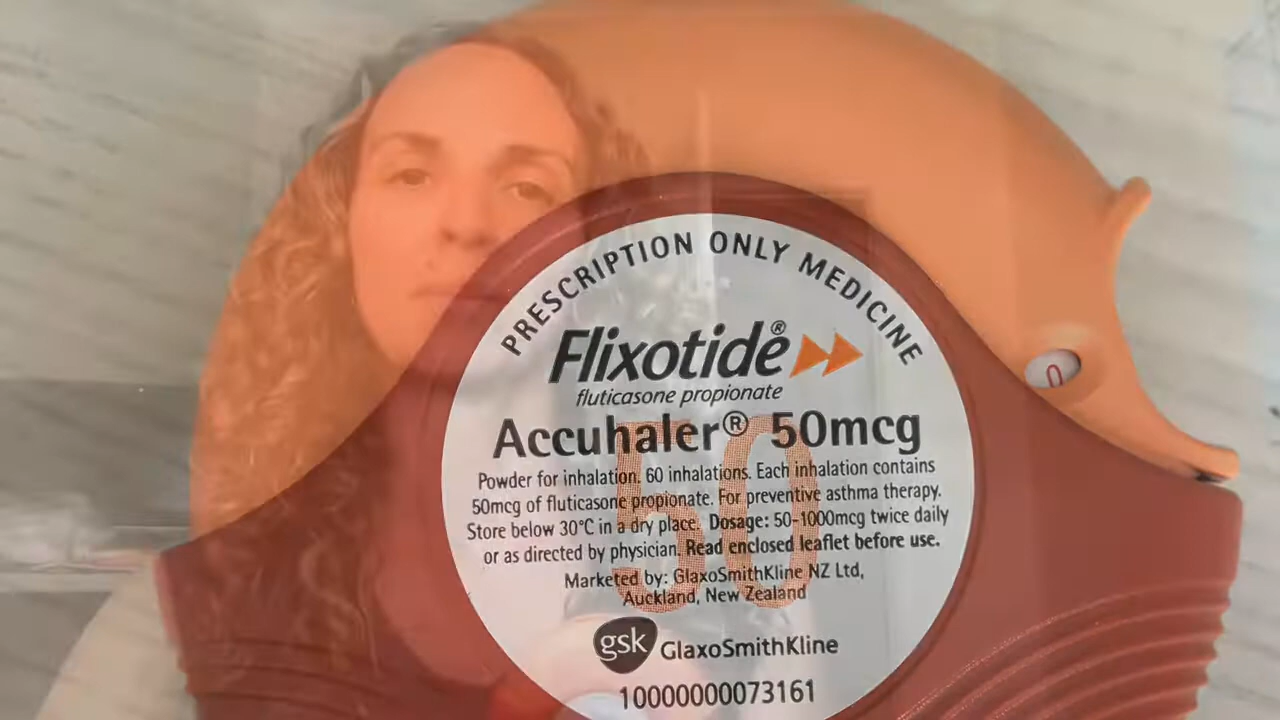 PRESCRIPTION ONLY MEDICINE
Flixotide®
fluticasone propionate
Accuhaler® 50mcg
50
Powder for inhalation. 60 inhalations. Each inhalation contains
50mcg of fluticasone propionate. For preventive asthma therapy.
Store below 30°C in a dry place. Dosage: 50-1000mcg twice daily
or as directed by physician. Read enclosed leaflet before use.
Marketed by: GlaxoSmithKline NZ Ltd,
Auckland, New Zealand
gsk GlaxoSmithKline
10000000073161
0